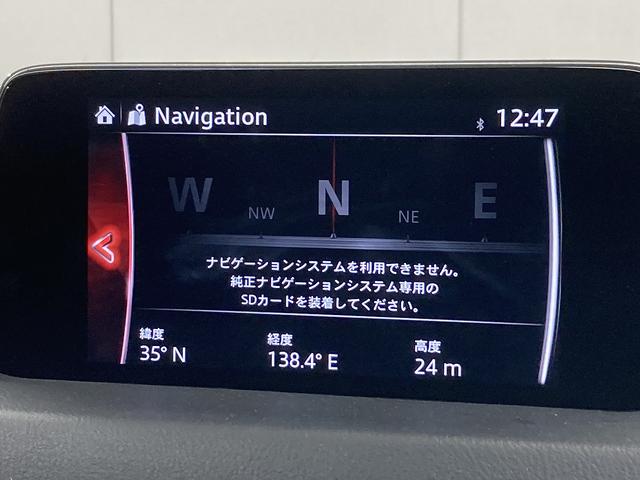 Navigation
12:47
W NW N NE E
ナビゲーションシステムを利用できません。
純正ナビゲーションシステム専用の
SDカードを装着してください。
緯度 経度 高度
35° N 138.4° E 24 m